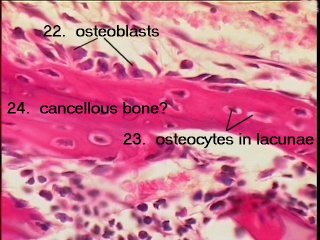 22. osteoblasts
24. cancellous bone?
23. osteocytes in lacunae